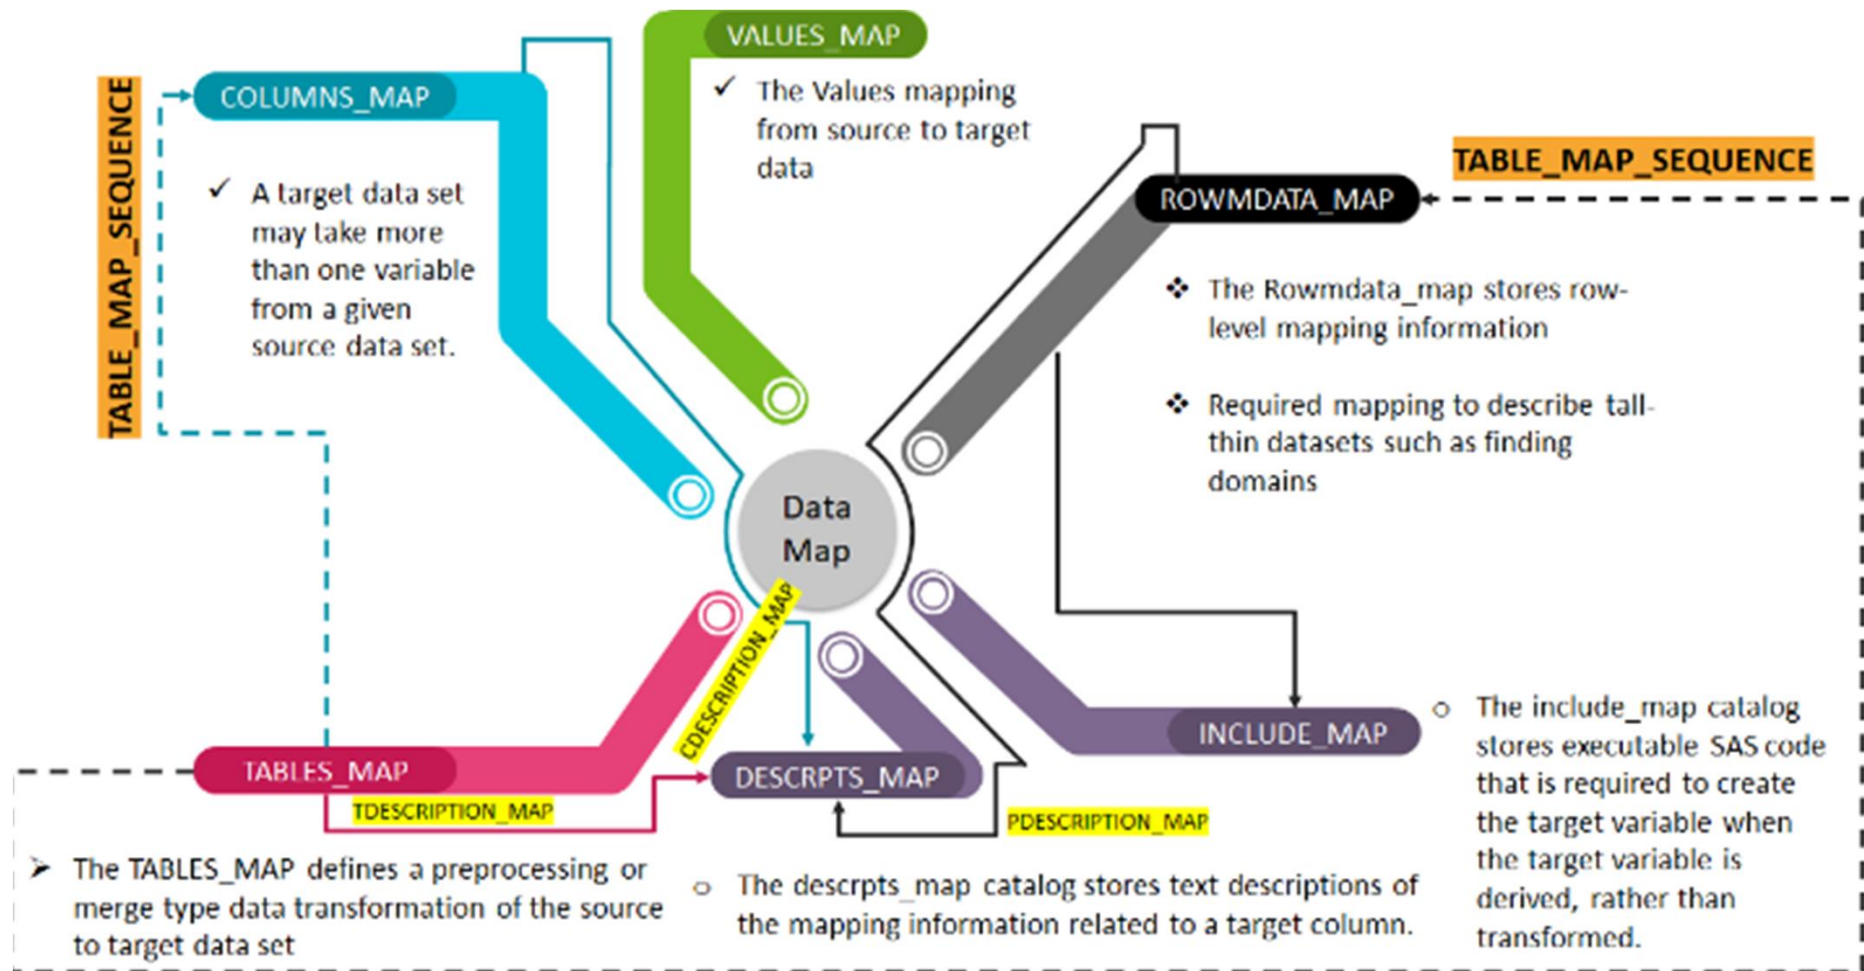 VALUES_MAP
✓ The Values mapping
from source to target
data
COLUMNS_MAP
TABLE_MAP_SEQUENCE
✓ A target data set
may take more
than one variable
from a given
source data set.
TABLE_MAP_SEQUENCE
ROWMDATA_MAP
❖ The Rowmdata_map stores row-
level mapping information
❖ Required mapping to describe tall-
thin datasets such as finding
domains
Data
Map
CDESCRIPTION_MAP
TABLES_MAP
TDESCRIPTION_MAP
DESCRPTS_MAP
PDESCRIPTION_MAP
INCLUDE_MAP
➤ The TABLES_MAP defines a preprocessing or
merge type data transformation of the source
to target data set
○ The descrpts_map catalog stores text descriptions of
the mapping information related to a target column.
○ The include_map catalog
stores executable SAS code
that is required to create
the target variable when
the target variable is
derived, rather than
transformed.